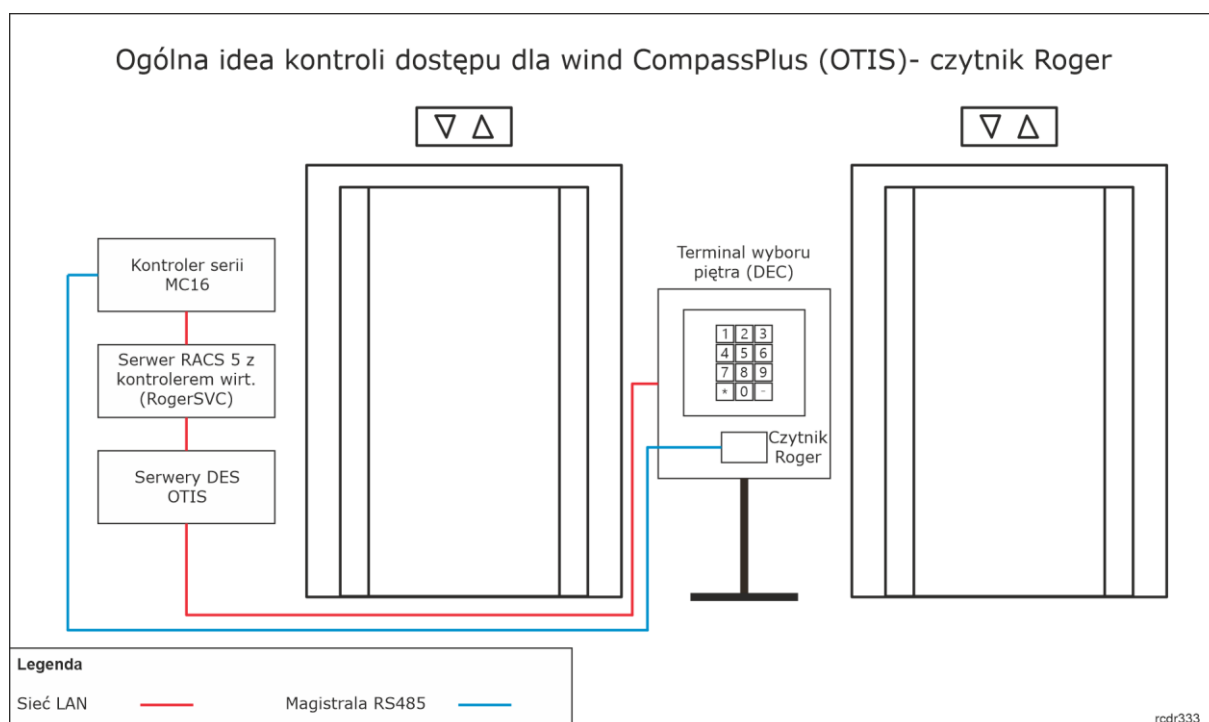 Ogólna idea kontroli dostępu dla wind CompassPlus (OTIS)- czytnik Roger
Kontroler serii
MC16
Serwer RACS 5 z
kontrolerem wirt.
(RogerSVC)
Serwery DES
OTIS
Terminal wyboru
piętra (DEC)
1 2 3
4 5 6
7 8 9
* 0 -
Czytnik
Roger
Legenda
Sieć LAN
Magistrala RS485
rcdr333